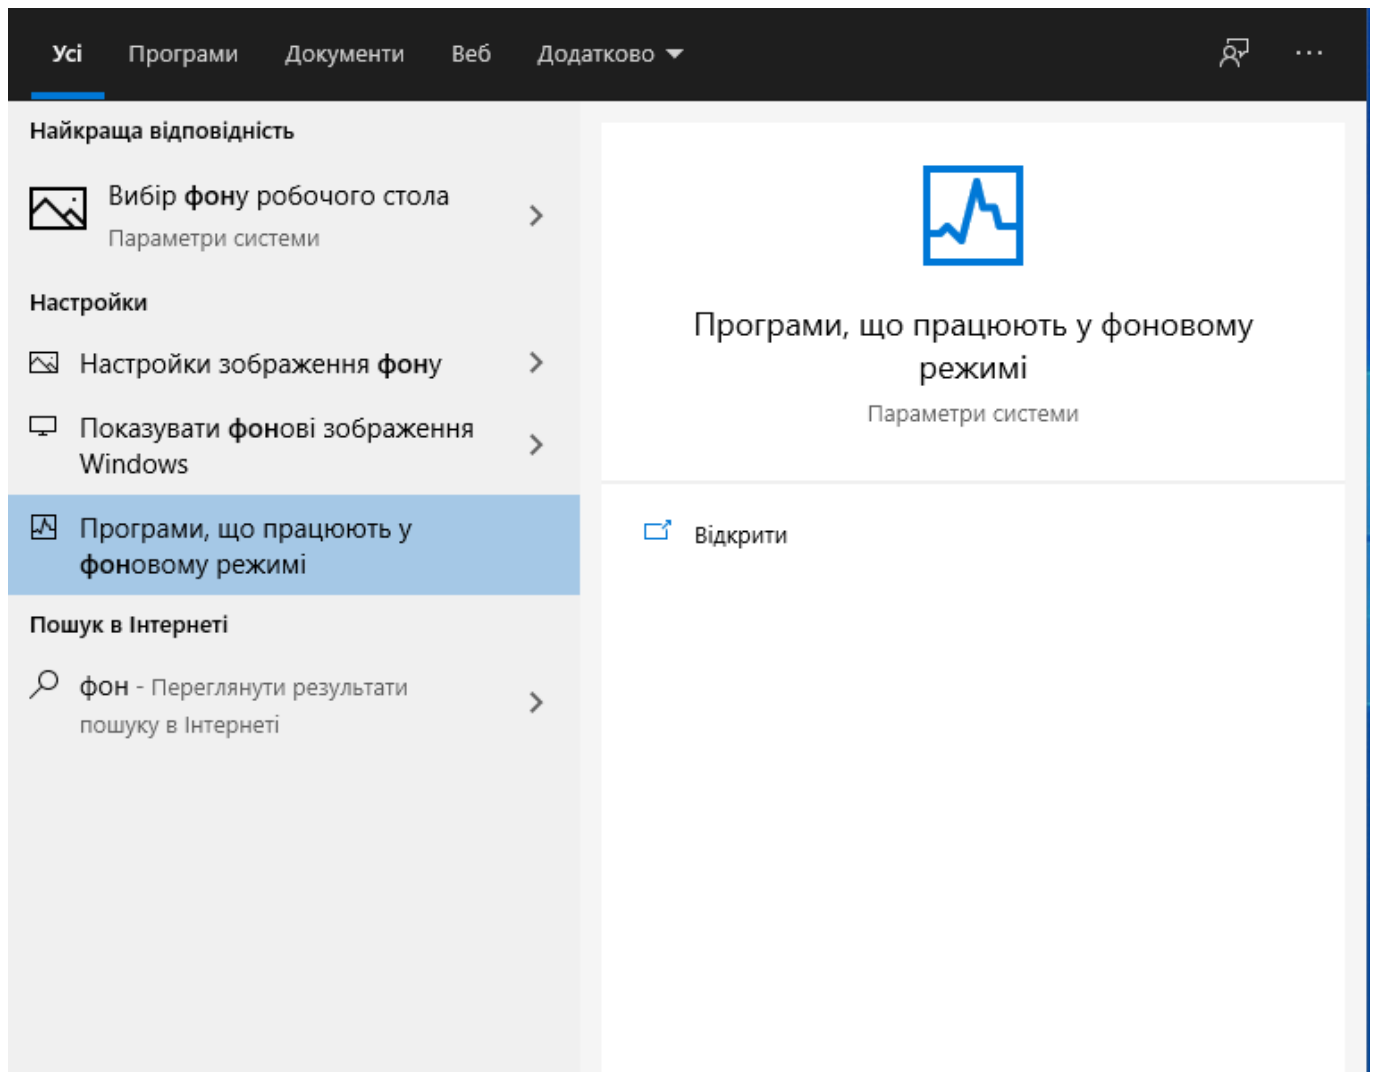 Усі Програми Документи Веб Додатково
Найкраща відповідність
Вибір фону робочого стола
Параметри системи
Настройки
Настройки зображення фону
Показувати фонові зображення
Windows
Програми, що працюють у
фоновому режимі
Пошук в Інтернеті
фон - Переглянути результати
пошуку в Інтернеті
Програми, що працюють у фоновому
режимі
Параметри системи
Відкрити